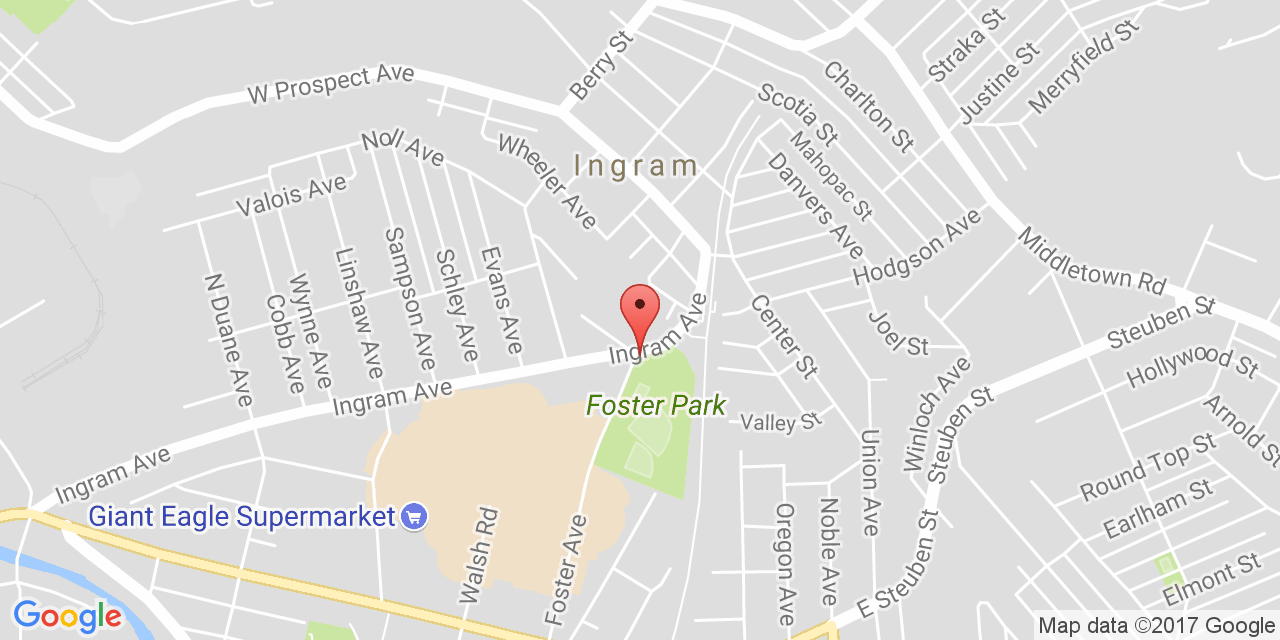 Straka St
Merryfield St
Berry St
Justine St
Charlton St
W Prospect Ave
Scotia St
Noll Ave
Wheeler Ave
Ingram
Mahopac St
Danvers Ave
Valois Ave
Hodgson Ave
Middletown Rd
N Duane Ave
Cobb Ave
Wynne Ave
Linshaw Ave
Sampson Ave
Schley Ave
Evans Ave
Ingram Ave
Center St
Joel St
Steuben St
Hollywood St
Ingram Ave
Foster Park
Valley St
Winloch Ave
Steuben St
Arnold St
Union Ave
Round Top St
Ingram Ave
Earlham St
Giant Eagle Supermarket
Walsh Rd
Foster Ave
Oregon Ave
Noble Ave
E Steuben St
Elmont St
Google
Map data ©2017 Google